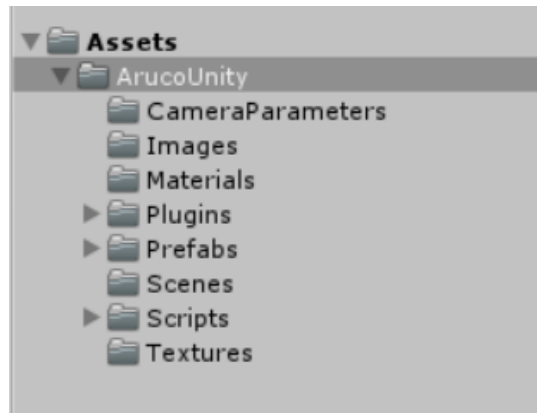 Assets
ArucoUnity
CameraParameters
Images
Materials
Plugins
Prefabs
Scenes
Scripts
Textures